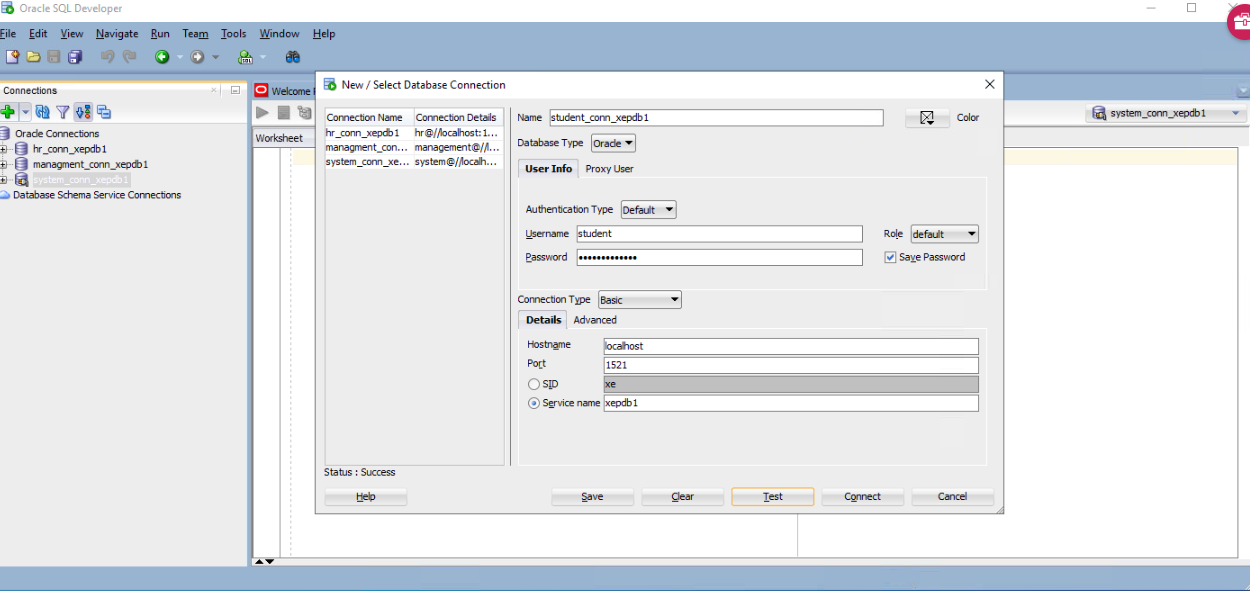 Oracle SQL Developer
File Edit View Navigate Run Team Tools Window Help
Connections
Oracle Connections
hr_conn_xepdb1
managment_conn_xepdb1
system_conn_xepdb1
Database Schema Service Connections
Welcome
Worksheet
system_conn_xepdb1
New / Select Database Connection
Connection Name Connection Details
hr_conn_xepdb1 hr@//localhost:1...
managment_con... management@//l...
system_conn_xe... system@//localh...
Name student_conn_xepdb1 Color
Database Type Oracle
User Info Proxy User
Authentication Type Default
Username student Role default
Password ••••••••••••• Save Password
Connection Type Basic
Details Advanced
Hostname localhost
Port 1521
SID xe
Service name xepdb1
Status : Success
Help Save Clear Test Connect Cancel